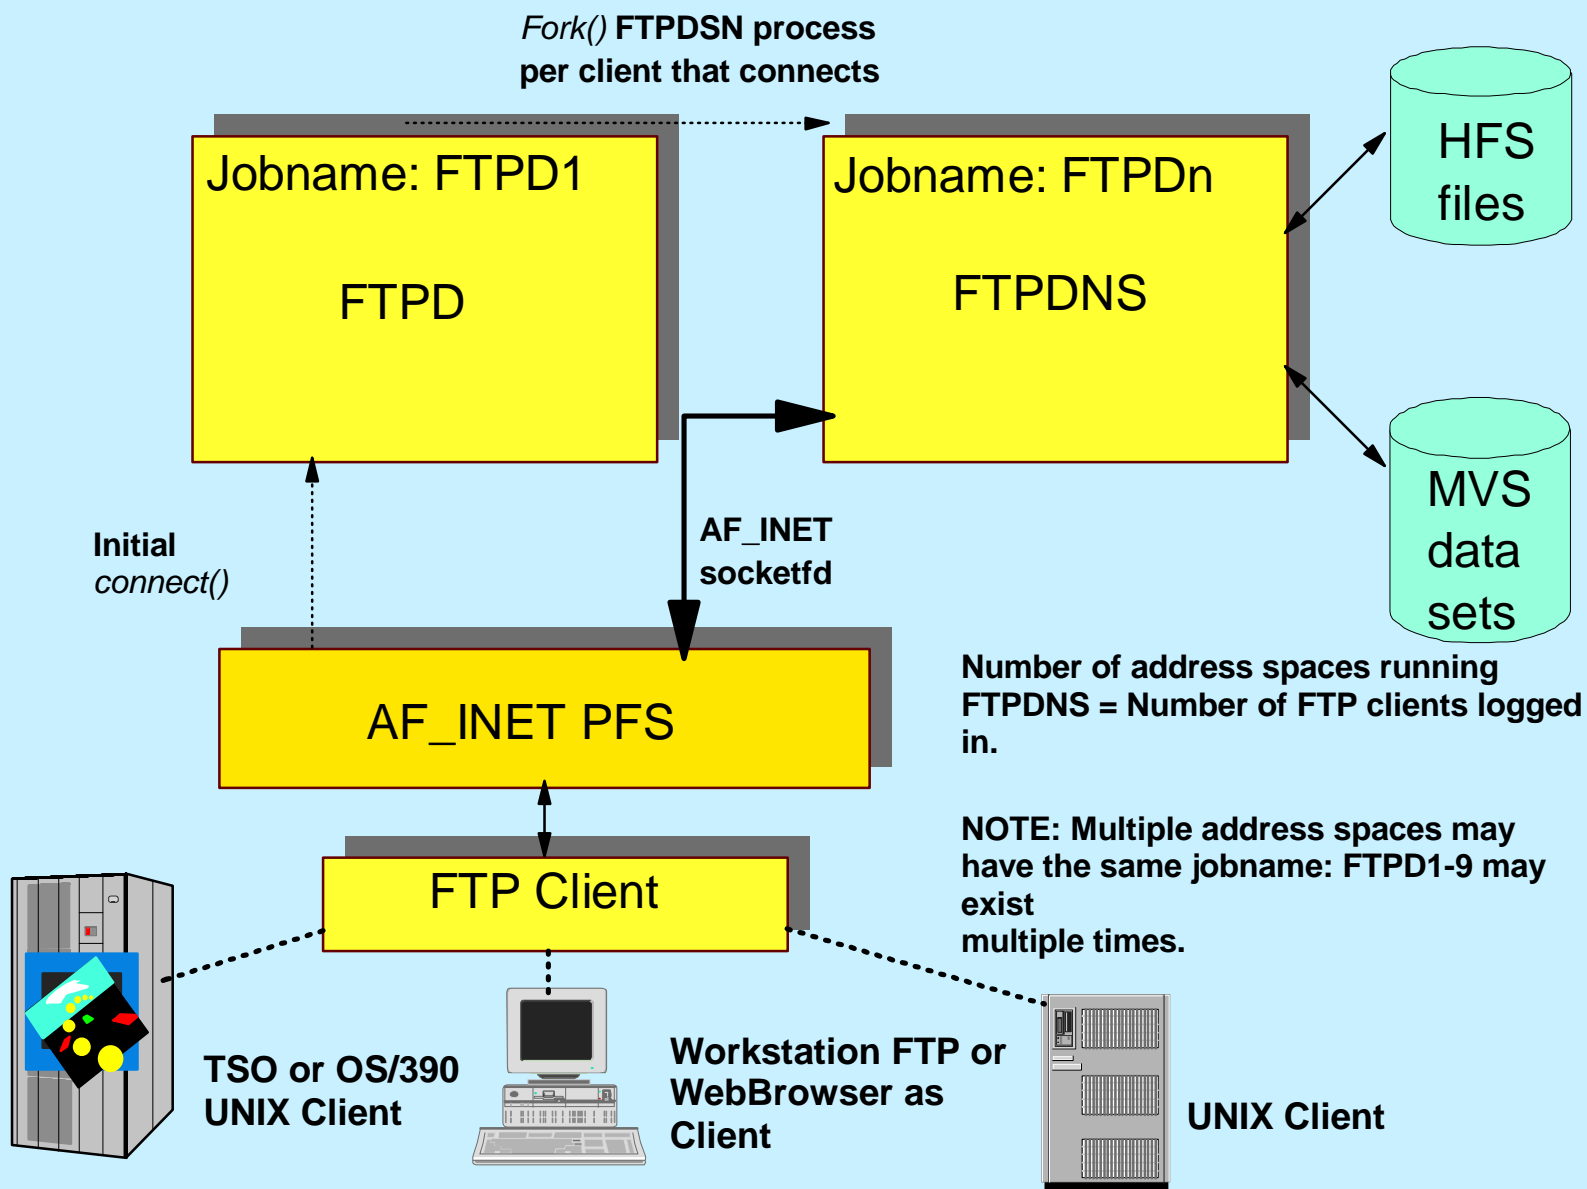 Fork() FTPDSN process
per client that connects
Jobname: FTPD1
FTPD
Jobname: FTPDn
FTPDNS
HFS
files
MVS
data
sets
Initial
connect()
AF_INET
socketfd
AF_INET PFS
Number of address spaces running
FTPDNS = Number of FTP clients logged
in.
NOTE: Multiple address spaces may
have the same jobname: FTPD1-9 may
exist
multiple times.
FTP Client
TSO or OS/390
UNIX Client
Workstation FTP or
WebBrowser as
Client
UNIX Client